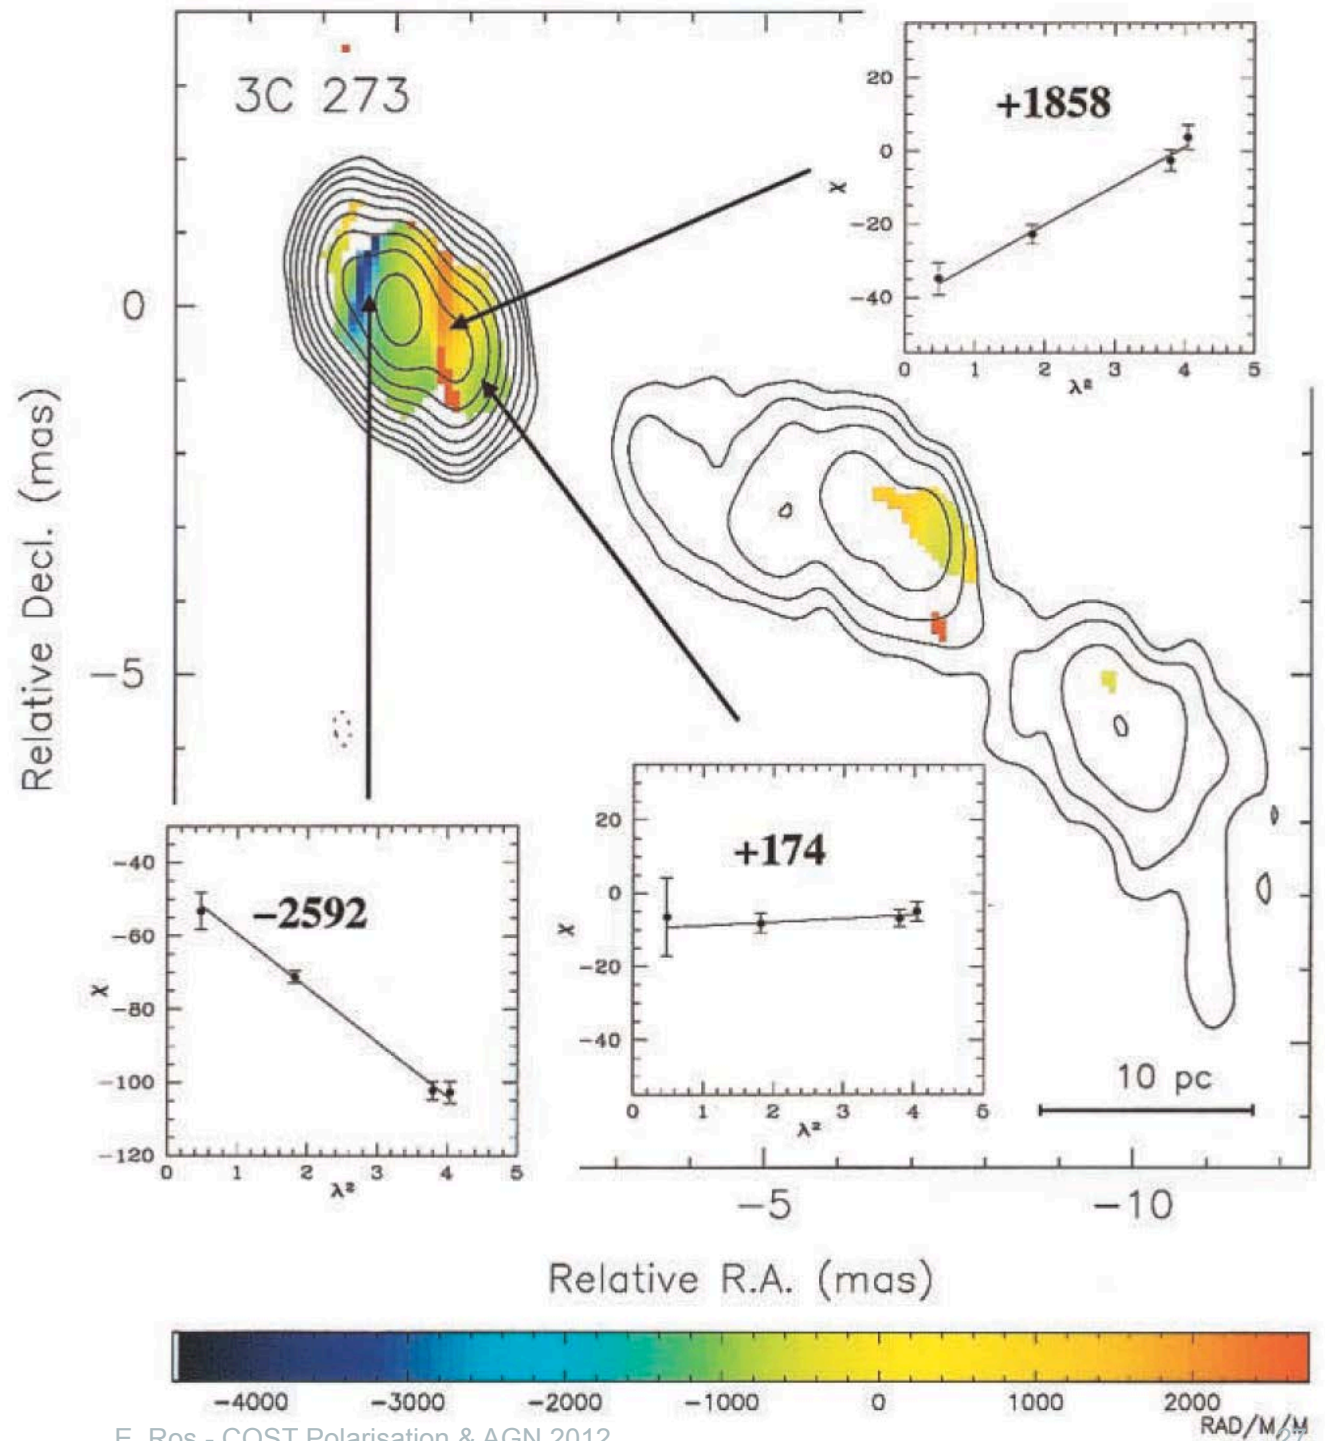 3C 273
+1858
20
0
−20
−40
χ
0 1 2 3 4 5
λ²
0
−5
Relative Decl. (mas)
−2592
−40
−60
−80
−100
−120
χ
0 1 2 3 4 5
λ²
+174
20
0
−20
−40
χ
0 1 2 3 4 5
λ²
10 pc
−5 −10
Relative R.A. (mas)
−4000 −3000 −2000 −1000 0 1000 2000
RAD/M/M
E. Ros - COST Polarisation & AGN 2012